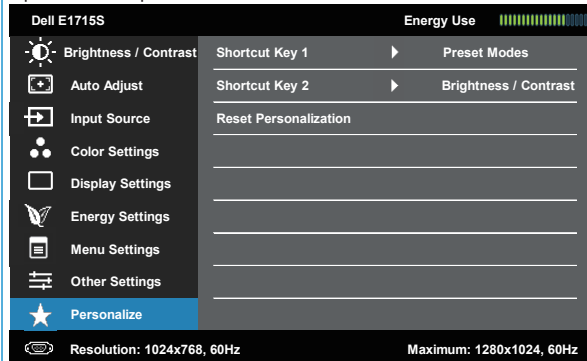 Dell E1715S Energy Use
Brightness / Contrast Shortcut Key 1 Preset Modes
Auto Adjust Shortcut Key 2 Brightness / Contrast
Input Source Reset Personalization
Color Settings
Display Settings
Energy Settings
Menu Settings
Other Settings
Personalize
Resolution: 1024x768, 60Hz Maximum: 1280x1024, 60Hz